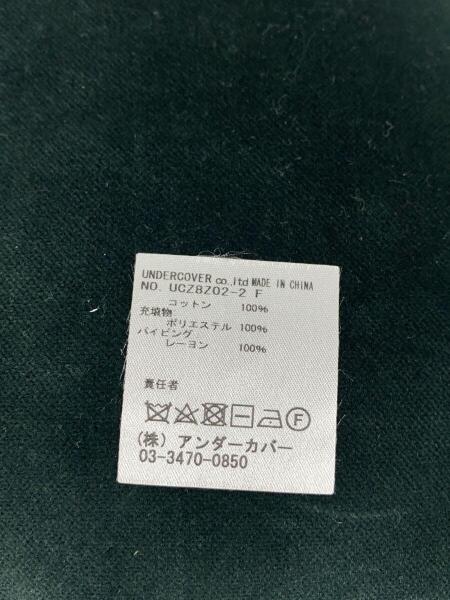 UNDERCOVER co.,ltd MADE IN CHINA
NO. UCZ8Z02-2 F
コットン 100%
充填物
ポリエステル 100%
パイピング
レーヨン 100%
責任者
F
(株) アンダーカバー
03-3470-0850